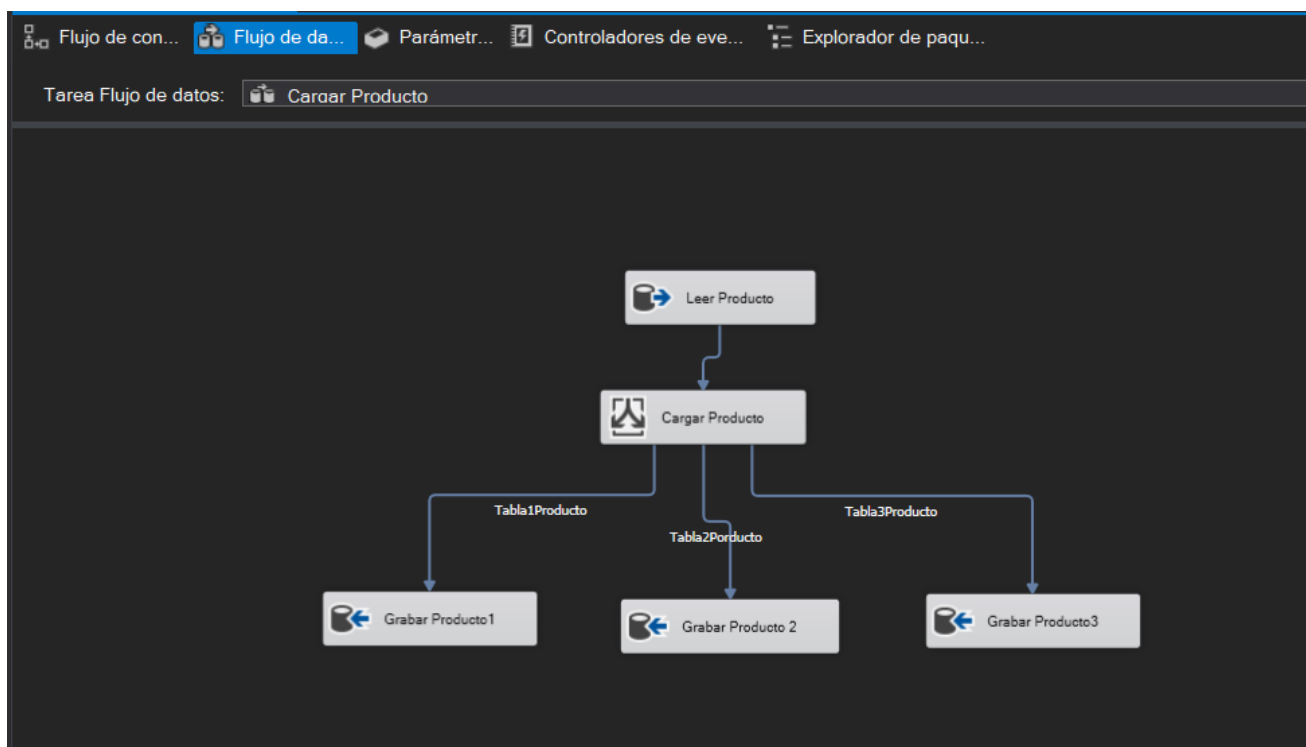 Flujo de con... Flujo de da... Parámetr... Controladores de eve... Explorador de paqu...
Tarea Flujo de datos: Cargar Producto
Leer Producto
Cargar Producto
Tabla1Producto
Tabla3Producto
Tabla2Porducto
Grabar Producto1
Grabar Producto 2
Grabar Producto3